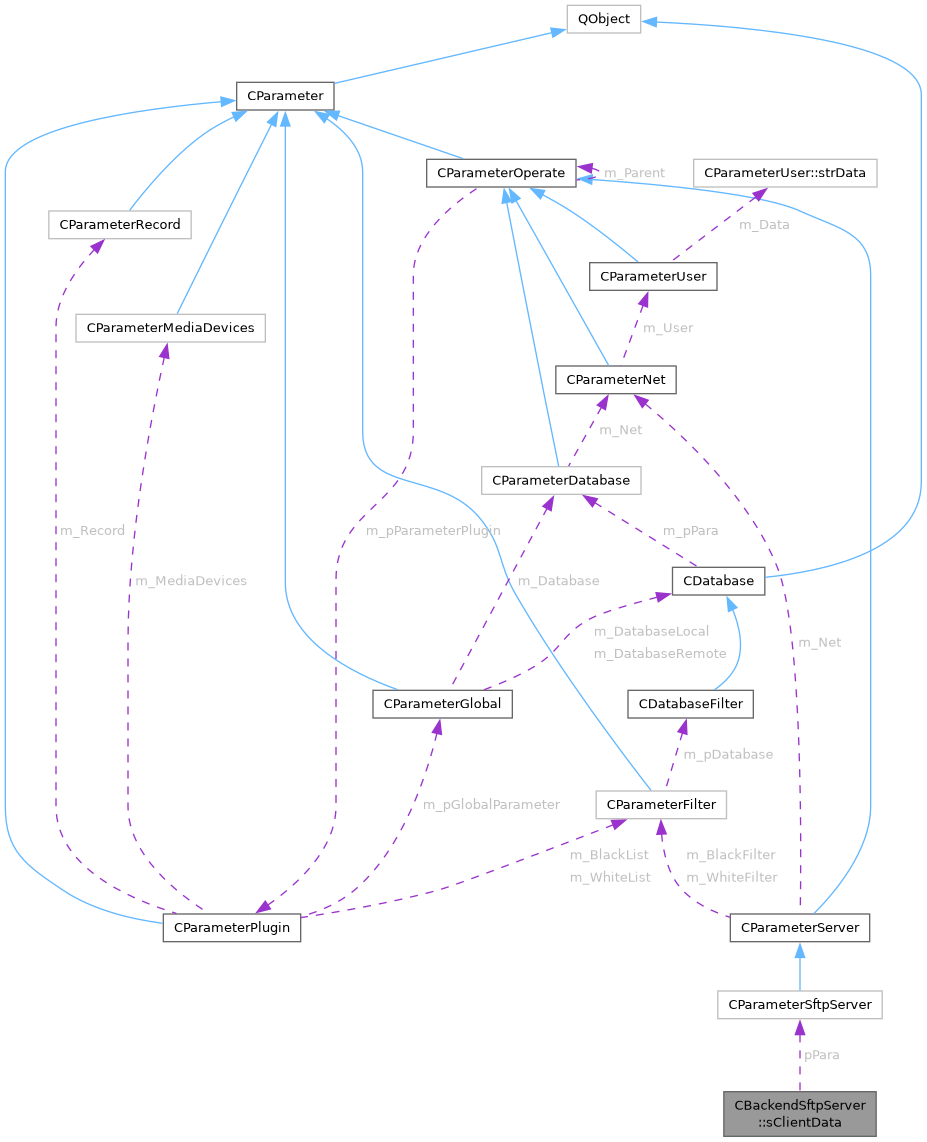 QObject
CParameter
CParameterOperate
m_Parent
CParameterUser::strData
CParameterRecord
m_Data
CParameterUser
CParameterMediaDevices
m_User
CParameterNet
m_Net
CParameterDatabase
m_Record
m_pParameterPlugin
m_pPara
m_MediaDevices
m_Database
CDatabase
m_DatabaseLocal
m_DatabaseRemote
m_Net
CParameterGlobal
CDatabaseFilter
m_pDatabase
m_pGlobalParameter
CParameterFilter
m_BlackList
m_WhiteList
m_BlackFilter
m_WhiteFilter
CParameterPlugin
CParameterServer
CParameterSftpServer
pPara
CBackendSftpServer
::sClientData